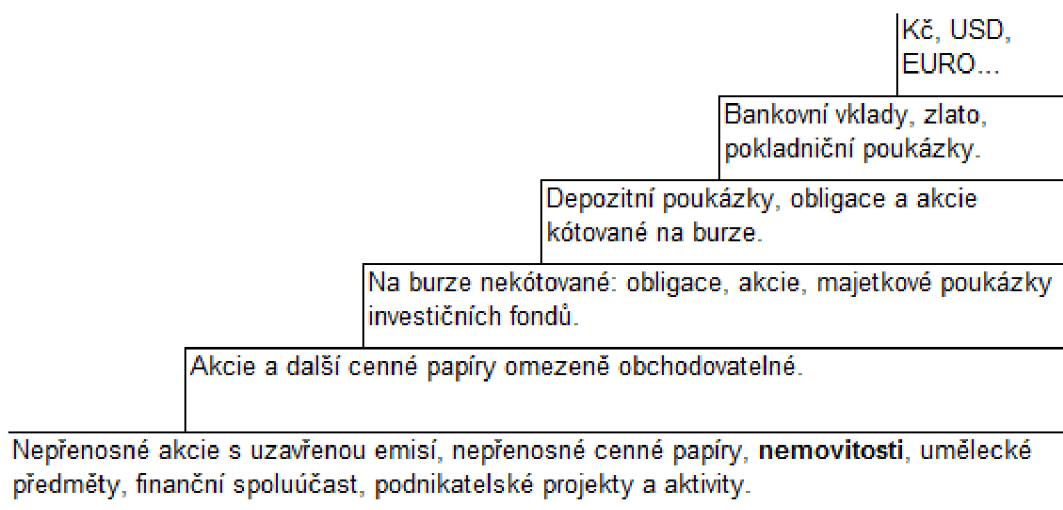 Kč, USD,
EURO...
Bankovní vklady, zlato,
pokladniční poukázky.
Depozitní poukázky, obligace a akcie
kótované na burze.
Na burze nekótované: obligace, akcie, majetkové poukázky
investičních fondů.
Akcie a další cenné papíry omezeně obchodovatelné.
Nepřenosné akcie s uzavřenou emisí, nepřenosné cenné papíry, nemovitosti, umělecké
předměty, finanční spoluúčast, podnikatelské projekty a aktivity.